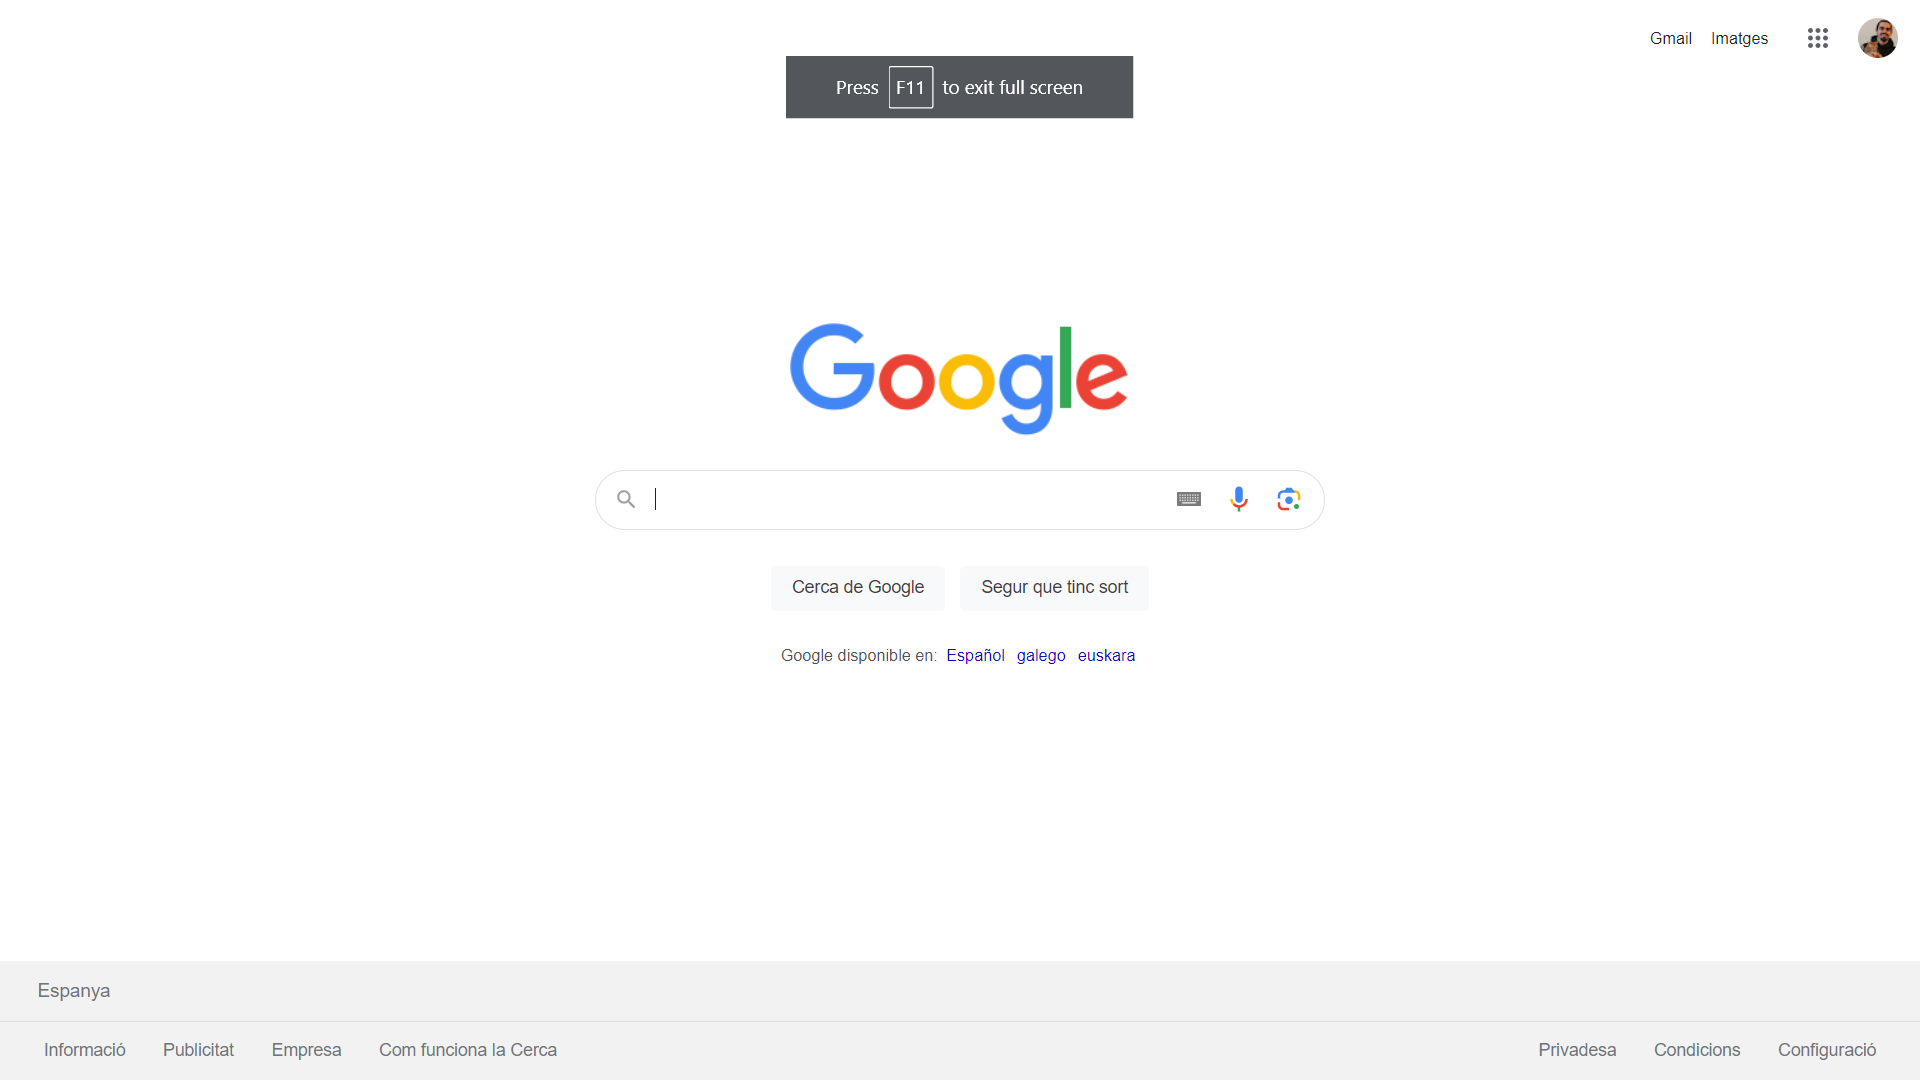 Gmail Imatges
Press F11 to exit full screen
Google
Cerca de Google Segur que tinc sort
Google disponible en: Español galego euskara
Espanya
Informació Publicitat Empresa Com funciona la Cerca Privadesa Condicions Configuració